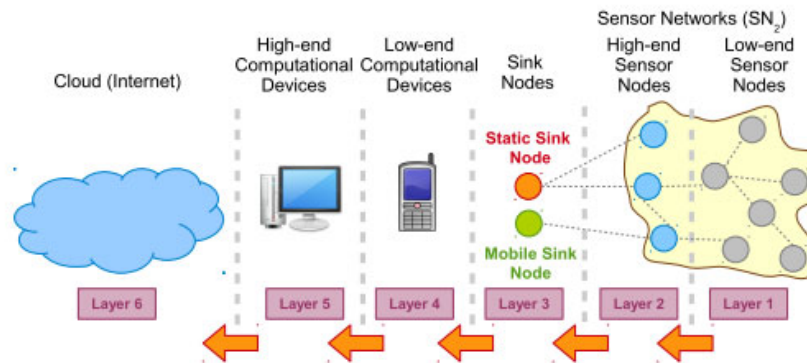 Sensor Networks (SN₂)
Cloud (Internet)
High-end
Computational
Devices
Low-end
Computational
Devices
Sink
Nodes
High-end
Sensor
Nodes
Low-end
Sensor
Nodes
Static Sink
Node
Mobile Sink
Node
Layer 6
Layer 5
Layer 4
Layer 3
Layer 2
Layer 1